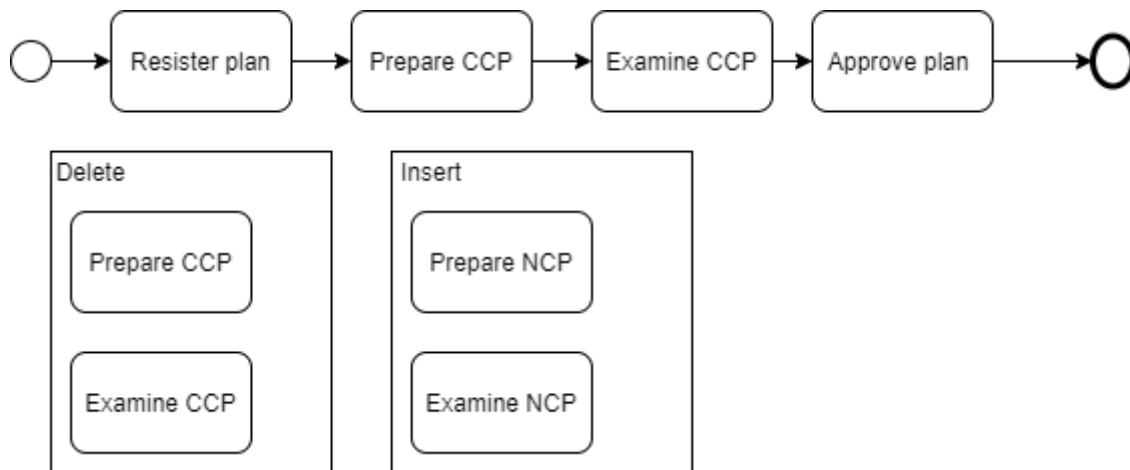 Resister plan
Prepare CCP
Examine CCP
Approve plan
Delete
Insert
Prepare CCP
Prepare NCP
Examine CCP
Examine NCP